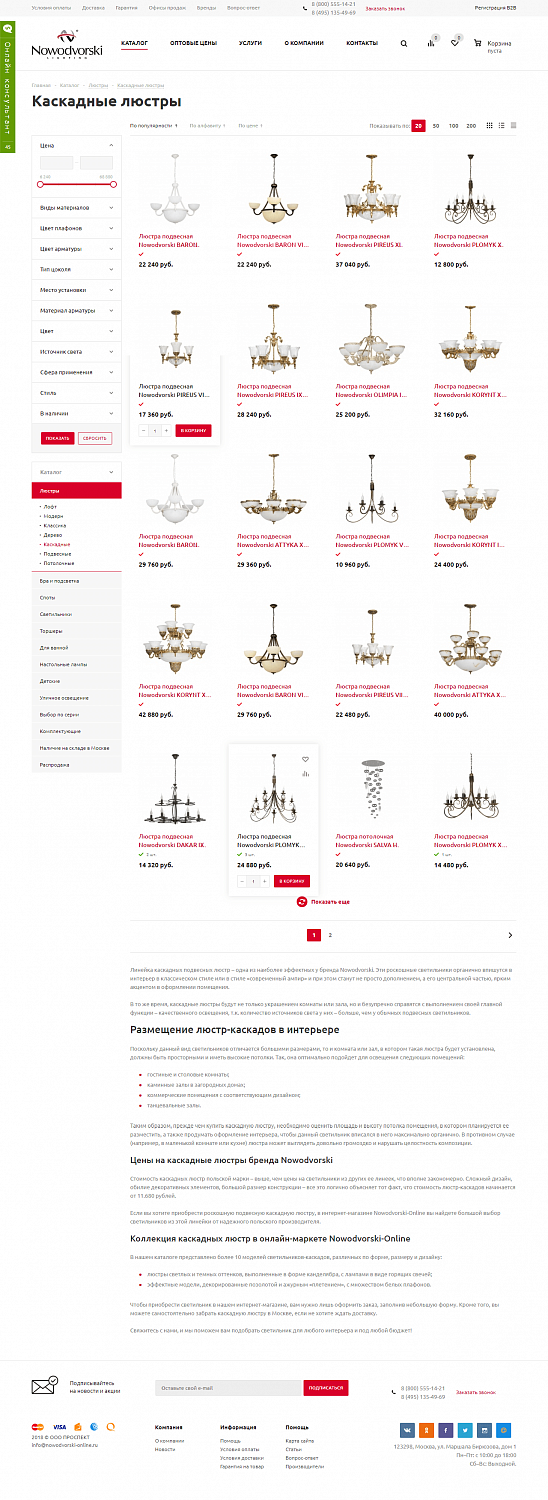 Условия оплаты Доставка Гарантия Офисы продаж Бренды Вопрос-ответ
8 (800) 555-14-21
8 (495) 135-49-69
Заказать звонок
Регистрация B2B
Онлайн консультант
Nowodvorski
LIGHTING
КАТАЛОГ ОПТОВЫЕ ЦЕНЫ УСЛУГИ О КОМПАНИИ КОНТАКТЫ
0 0
Корзина
пуста
Главная - Каталог - Люстры - Каскадные люстры
Каскадные люстры
По популярности По алфавиту По цене
Показывать по: 20 50 100 200
Цена
Виды материалов
Цвет плафонов
Цвет арматуры
Тип цоколя
Место установки
Материал арматуры
Цвет
Источник света
Сфера применения
Стиль
В наличии
ПОКАЗАТЬ СБРОСИТЬ
Каталог
Люстры
Лофт
Модерн
Классика
Дерево
Каскадные
Подвесные
Потолочные
Бра и подсветка
Споты
Светильники
Торшеры
Для ванной
Настольные лампы
Детские
Уличное освещение
Выбор по серии
Комплектующие
Наличие на складе в Москве
Распродажа
Люстра подвесная
Nowodvorski BARON...
22 240 руб.
Люстра подвесная
Nowodvorski BARON VI...
22 240 руб.
Люстра подвесная
Nowodvorski PIREUS XI.
37 040 руб.
Люстра подвесная
Nowodvorski PLOMYK X.
12 800 руб.
Люстра подвесная
Nowodvorski PIREUS VI...
17 360 руб.
1 В КОРЗИНУ
Люстра подвесная
Nowodvorski PIREUS IX...
28 240 руб.
Люстра подвесная
Nowodvorski OLIMPIA I...
25 200 руб.
Люстра подвесная
Nowodvorski KORYNT X...
32 160 руб.
Люстра подвесная
Nowodvorski BARON...
29 760 руб.
Люстра подвесная
Nowodvorski ATTYKA X...
29 360 руб.
Люстра подвесная
Nowodvorski PLOMYK V...
10 960 руб.
Люстра подвесная
Nowodvorski KORYNT I...
24 400 руб.
Люстра подвесная
Nowodvorski KORYNT X...
42 880 руб.
Люстра подвесная
Nowodvorski BARON VI...
29 760 руб.
Люстра подвесная
Nowodvorski PIREUS VII...
22 480 руб.
Люстра подвесная
Nowodvorski ATTYKA X...
40 000 руб.
Люстра подвесная
Nowodvorski DAKAR IX.
14 320 руб.
Люстра подвесная
Nowodvorski PLOMYK...
24 880 руб.
1 В КОРЗИНУ
Люстра потолочная
Nowodvorski SALVA H.
20 640 руб.
Люстра подвесная
Nowodvorski PLOMYK X...
14 480 руб.
Показать еще
1 2
Линейка каскадных подвесных люстр – одна из наиболее эффектных у бренда Nowodvorski. Эти роскошные светильники органично впишутся в
интерьер в классическом стиле или в стиле «современный ампир» и при этом станут не просто дополнением, а его центральной частью, ярким
акцентом в оформлении помещения.
В то же время, каскадные люстры будут не только украшением комнаты или зала, но и безупречно справятся с выполнением своей главной
функции – качественного освещения, т.к. количество источников света у них – больше, чем у обычных подвесных светильников.
Размещение люстр-каскадов в интерьере
Поскольку данный вид светильников отличается большими размерами, то и комната или зал, в котором такая люстра будет установлена,
должны быть просторными и иметь высокие потолки. Так, она оптимально подойдет для освещения следующих помещений:
гостиные и столовые комнаты;
каминные залы в загородных домах;
коммерческие помещения с соответствующим дизайном;
танцевальные залы.
Таким образом, прежде чем купить каскадную люстру, необходимо оценить площадь и высоту потолка помещения, в котором планируется ее
разместить, а также продумать оформление интерьера, чтобы данный светильник вписался в него максимально органично. В противном случае
(например, в маленькой комнате или кухне) люстра может выглядеть довольно громоздко и нарушать целостность композиции.
Цены на каскадные люстры бренда Nowodvorski
Стоимость каскадных люстр польской марки – выше, чем цены на светильники из других ее линеек, что вполне закономерно. Сложный дизайн,
обилие декоративных элементов, большой размер конструкции – все это логично объясняет тот факт, что стоимость люстр-каскадов начинается
от 11,600 рублей.
Если вы хотите приобрести роскошную подвесную каскадную люстру, в интернет-магазине Nowodvorski-Online вы найдете большой выбор
светильников из этой линейки от надежного польского производителя.
Коллекция каскадных люстр в онлайн-маркете Nowodvorski-Online
В нашем каталоге представлено более 10 моделей светильников-каскадов, различных по форме, размеру и дизайну:
люстры светлых и темных оттенков, выполненные в форме канделябра, с лампами в виде горящих свечей;
эффектные модели, декорированные позолотой и ажурным «плетением», с множеством белых плафонов.
Чтобы приобрести светильник в нашем интернет-магазине, вам нужно лишь оформить заказ, заполнив небольшую форму. Кроме того, вы
можете самостоятельно забрать каскадную люстру в Москве, если не хотите ждать доставку.
Свяжитесь с нами, и мы поможем вам подобрать светильник для любого интерьера и под любой бюджет!
Подписывайтесь
на новости и акции
Оставьте свой e-mail ПОДПИСАТЬСЯ
8 (800) 555-14-21
8 (495) 135-49-69
Заказать звонок
VISA
2018 © ООО ПРОСПЕКТ
info@nowodvorski-online.ru
Компания
О компании
Новости
Информация
Помощь
Условия оплаты
Условия доставки
Гарантия на товар
Помощь
Карта сайта
Статьи
Вопрос-ответ
Производители
123298, Москва, ул. Маршала Бирюзова, дом 1
Пн–Пт: с 10:00 до 18:00
Сб–Вс: Выходной.